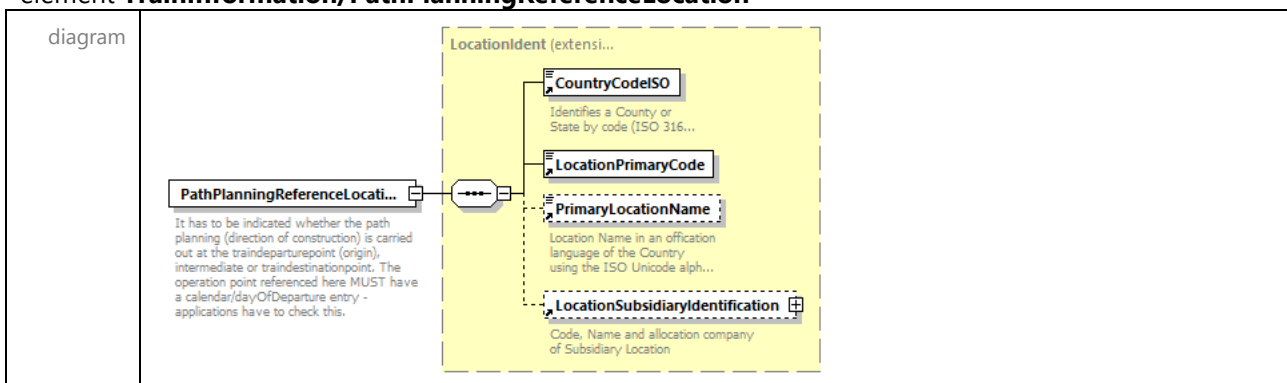 element TrainInformation/PathPlanningReferenceLocation
diagram
LocationIdent (extensi...
CountryCodeISO
Identifies a County or
State by code (ISO 316...
LocationPrimaryCode
PathPlanningReferenceLocati...
It has to be indicated whether the path
planning (direction of construction) is carried
out at the traindeparturepoint (origin),
intermediate or traindestinationpoint. The
operation point referenced here MUST have
a calendar/dayOfDeparture entry -
applications have to check this.
PrimaryLocationName
Location Name in an offication
language of the Country
using the ISO Unicode alph...
LocationSubsidiaryIdentification
Code, Name and allocation company
of Subsidiary Location